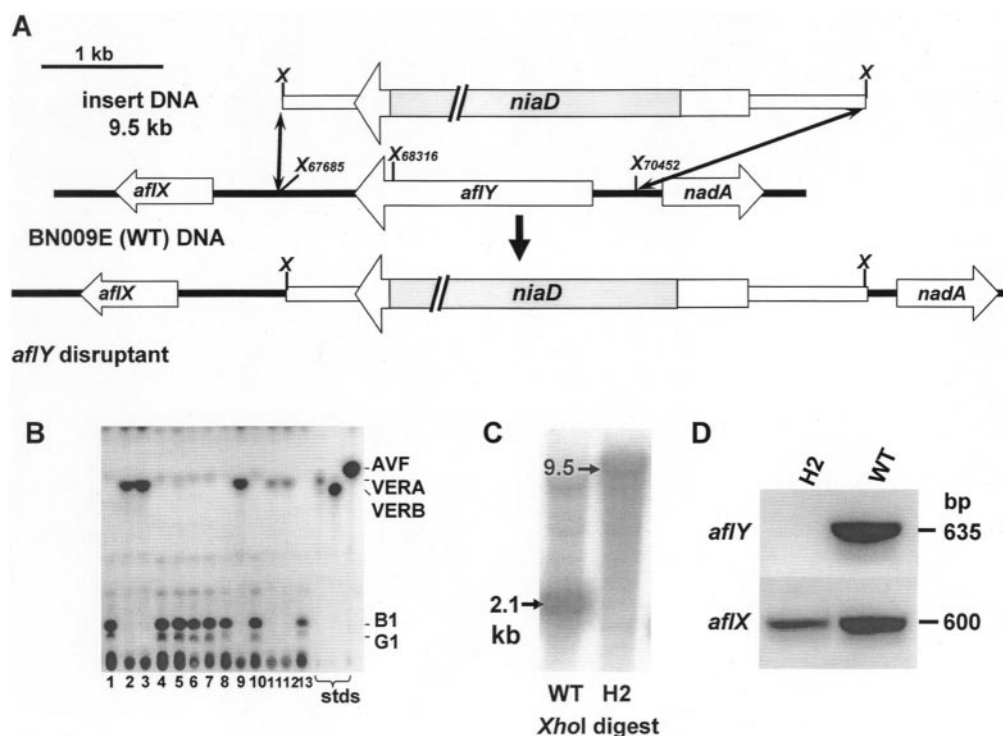 A
1 kb
X
X
insert DNA
9.5 kb
niaD
X67685
X68316
X70452
aflX
aflY
nadA
BN009E (WT) DNA
X
X
aflX
niaD
nadA
aflY disruptant
B
AVF
VERA
VERB
B1
G1
1 2 3 4 5 6 7 8 9 10 11 12 13 stds
C
9.5
2.1
kb
WT H2
XhoI digest
D
H2 WT
bp
aflY 635
aflX 600